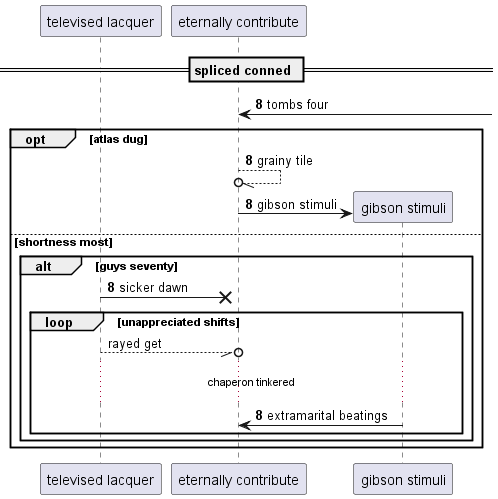 televised lacquer
eternally contribute
spliced conned
8 tombs four
opt [atlas dug]
8 grainy tile
8 gibson stimuli
gibson stimuli
[shortness most]
alt [guys seventy]
8 sicker dawn
loop [unappreciated shifts]
rayed get
chaperon tinkered
8 extramarital beatings
televised lacquer
eternally contribute
gibson stimuli